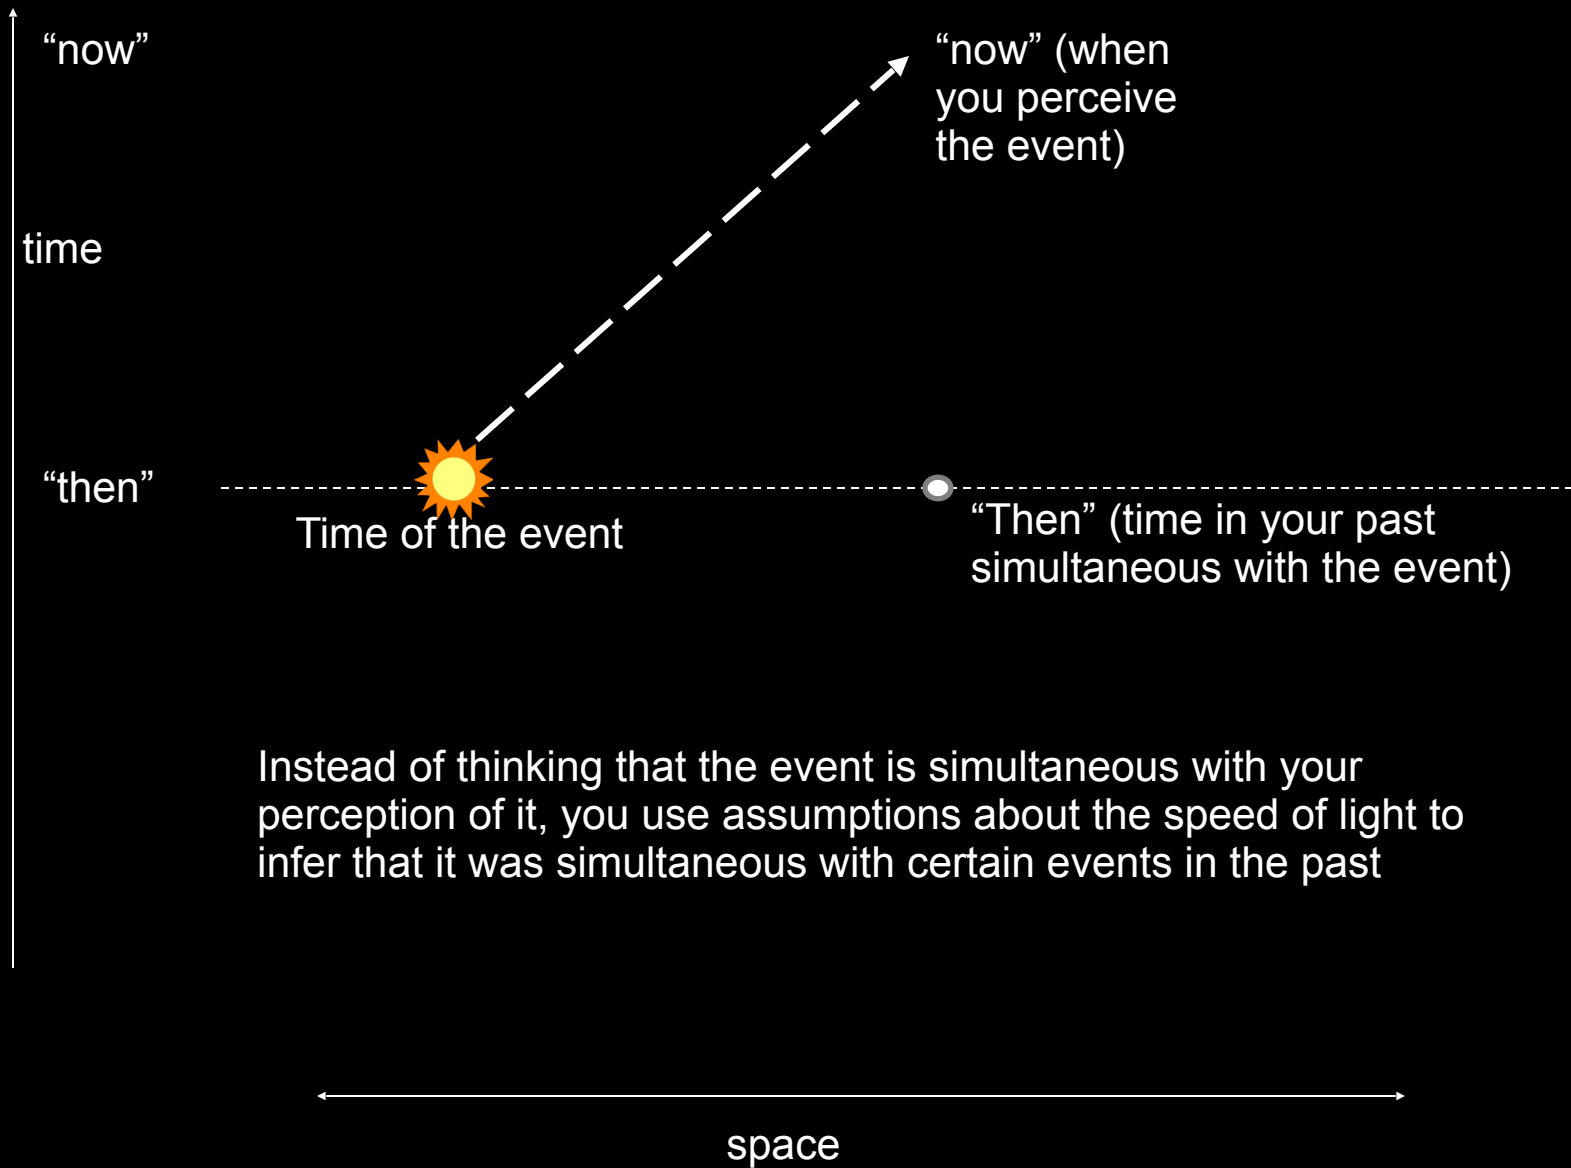 “now”
“now” (when
you perceive
the event)
time
“then”
Time of the event
“Then” (time in your past
simultaneous with the event)
Instead of thinking that the event is simultaneous with your
perception of it, you use assumptions about the speed of light to
infer that it was simultaneous with certain events in the past
space